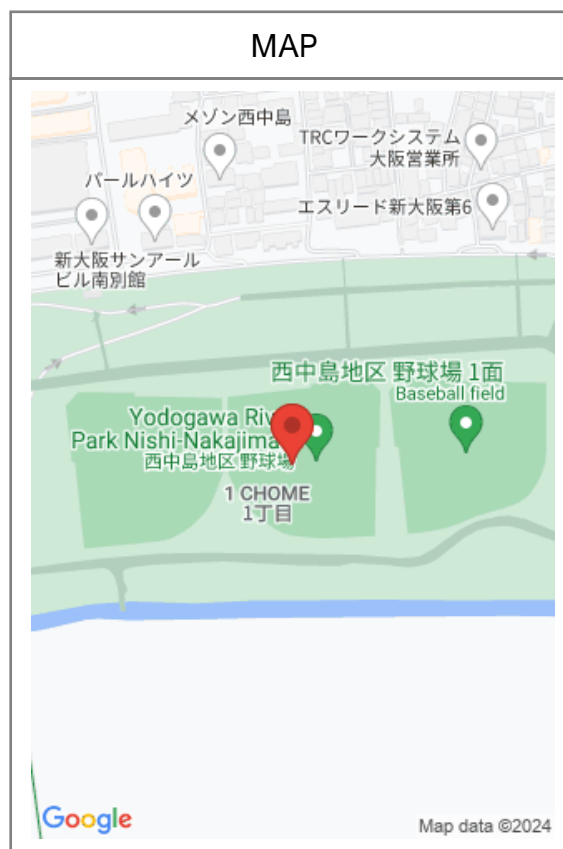 MAP
メゾン西中島
TRCワークシステム
大阪営業所
パールハイツ
エスリード新大阪第6
新大阪サンアール
ビル南別館
西中島地区 野球場 1面
Baseball field
Yodogawa Riv
Park Nishi-Nakajima
西中島地区 野球場
1 CHOME
1丁目
Google
Map data ©2024